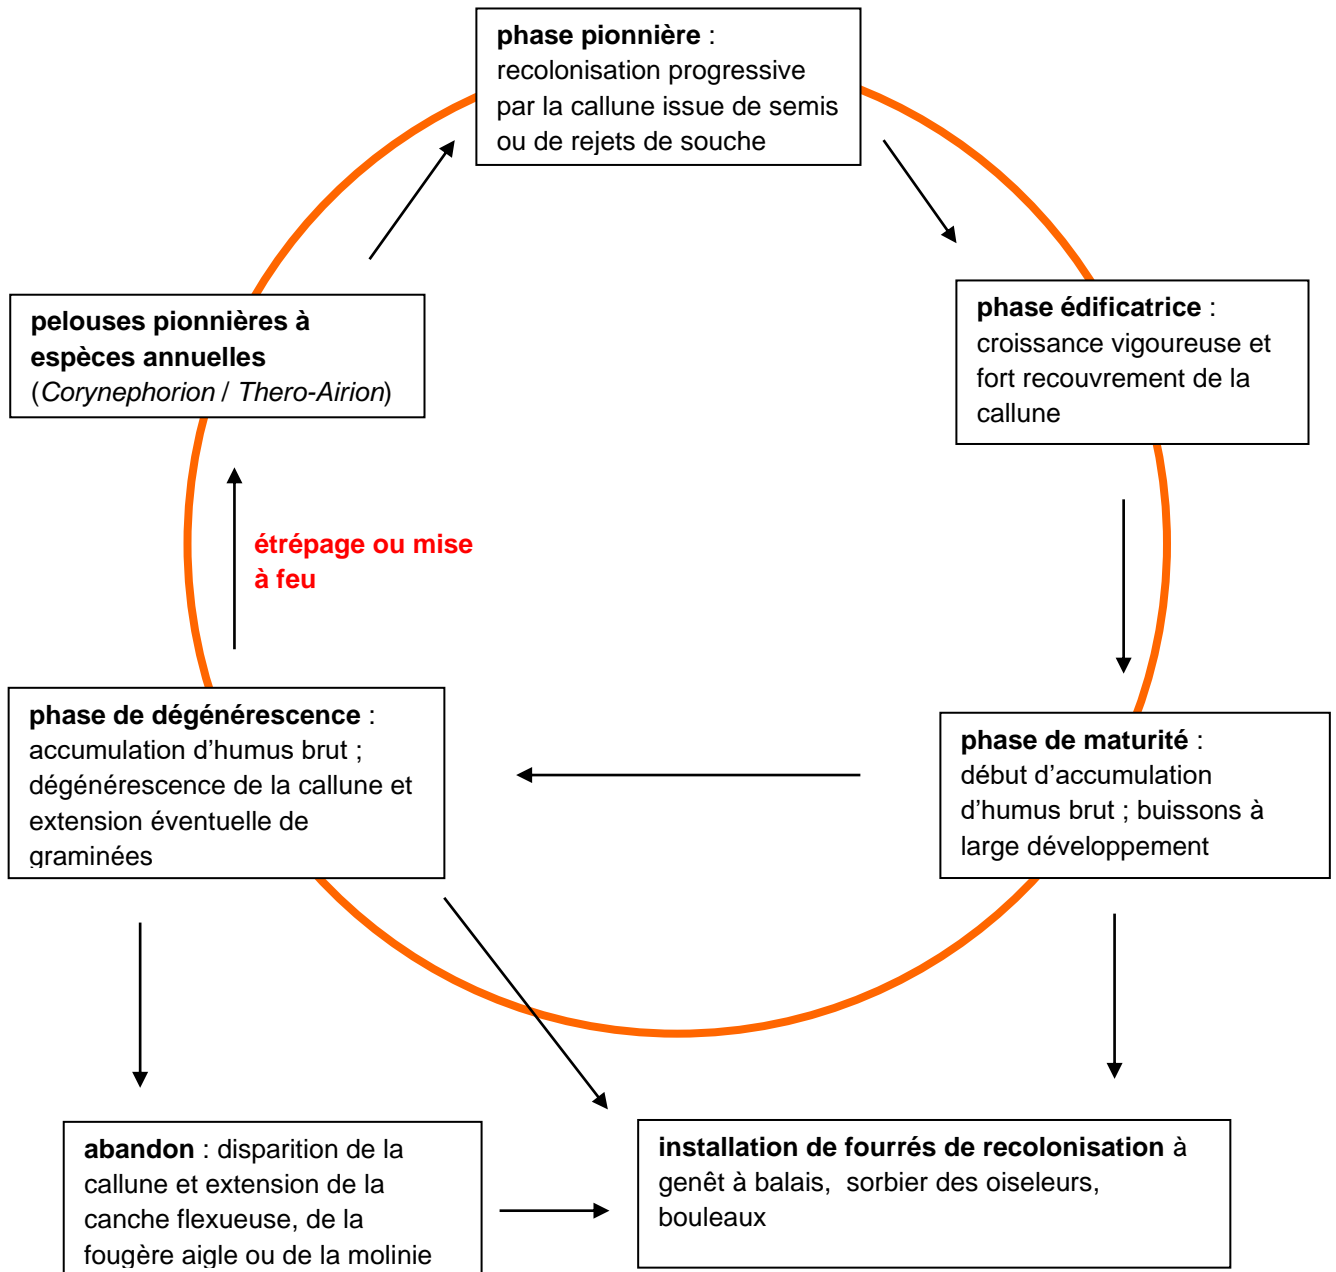 phase pionnière :
recolonisation progressive
par la callune issue de semis
ou de rejets de souche
pelouses pionnières à
espèces annuelles
(Corynephorion / Thero-Airion)
phase édificatrice :
croissance vigoureuse et
fort recouvrement de la
callune
étrépage ou mise
à feu
phase de dégénérescence :
accumulation d’humus brut ;
dégénérescence de la callune et
extension éventuelle de
graminées
phase de maturité :
début d’accumulation
d’humus brut ; buissons à
large développement
abandon : disparition de la
callune et extension de la
canche flexueuse, de la
fougère aigle ou de la molinie
installation de fourrés de recolonisation à
genêt à balais, sorbier des oiseleurs,
bouleaux